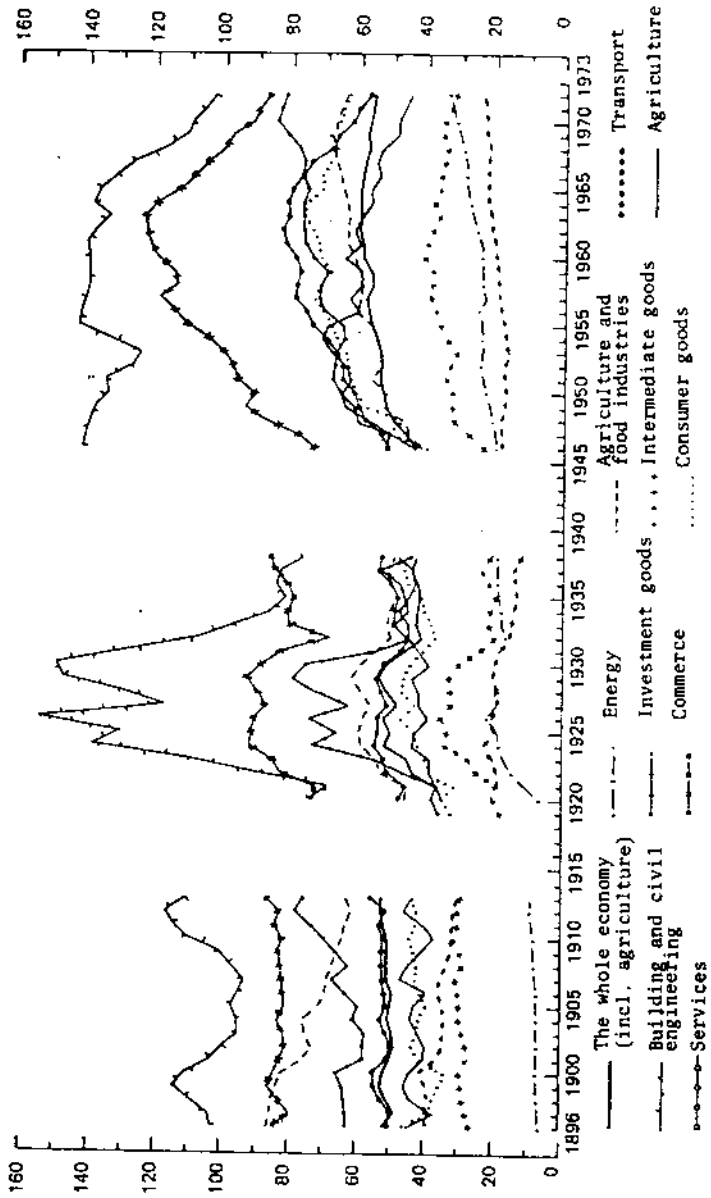 160
140
120
100
80
60
40
20
0
160
140
120
100
80
60
40
20
1896 1900 1905 1910 1915 1920 1925 1930 1935 1940 1945 1950 1955 1960 1965 1970 1973
The whole economy
(incl. agriculture)
Building and civil
engineering
Services
Energy
Investment goods
Commerce
Agriculture and
food industries
Intermediate goods
Consumer goods
Transport
Agriculture